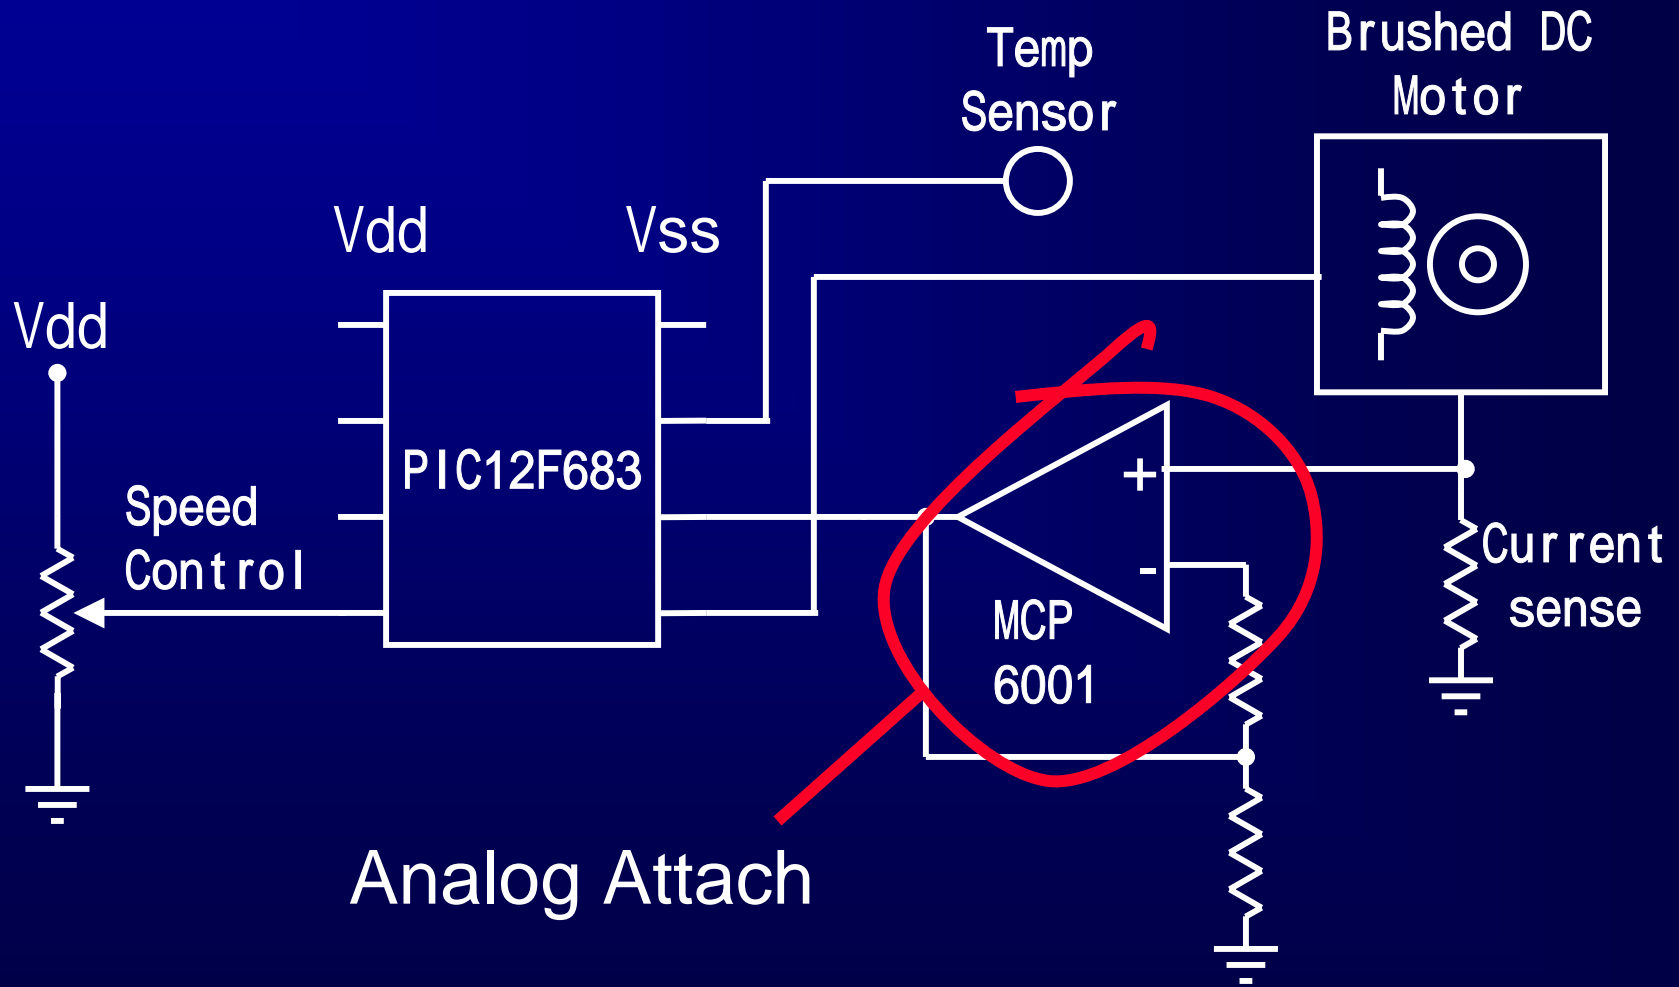 Temp
Sensor
Brushed DC
Motor
Vdd
Vss
Vdd
PIC12F683
Speed
Control
+
-
MCP
6001
Current
sense
Analog Attach